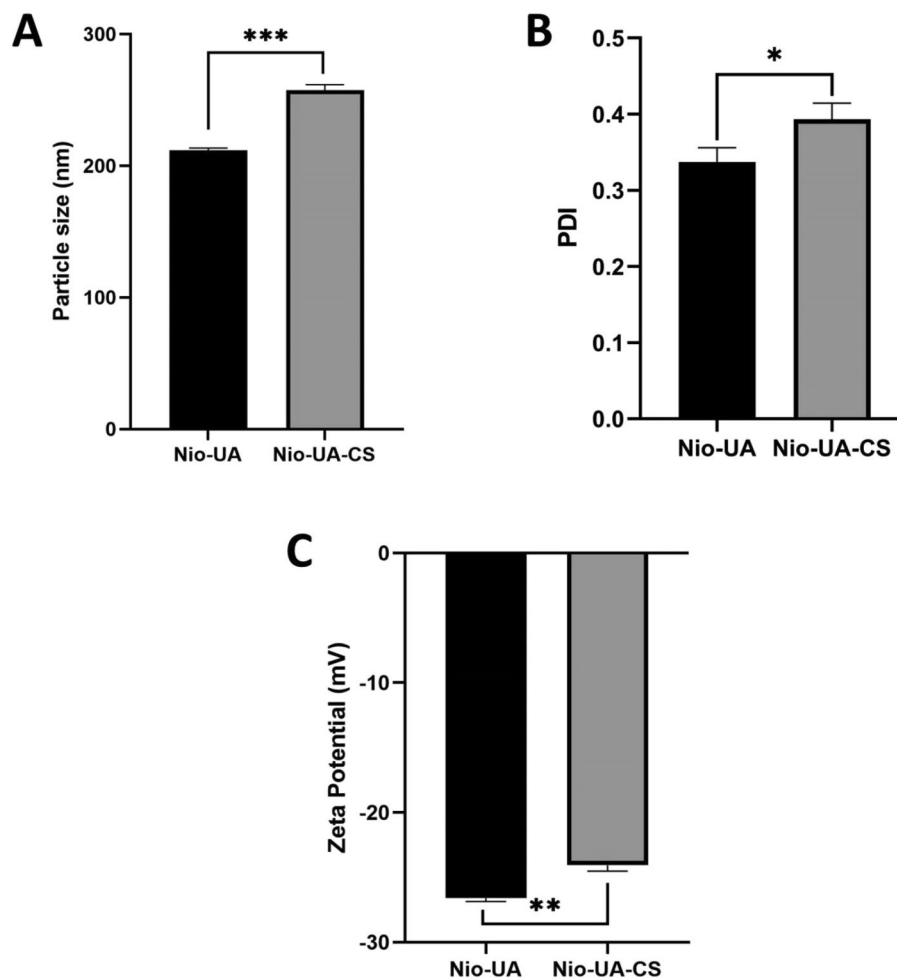 A
Particle size (nm)
300
200
100
0
***
Nio-UA
Nio-UA-CS
B
PDI
0.5
0.4
0.3
0.2
0.1
0.0
*
Nio-UA
Nio-UA-CS
C
Zeta Potential (mV)
0
-10
-20
-30
**
Nio-UA
Nio-UA-CS